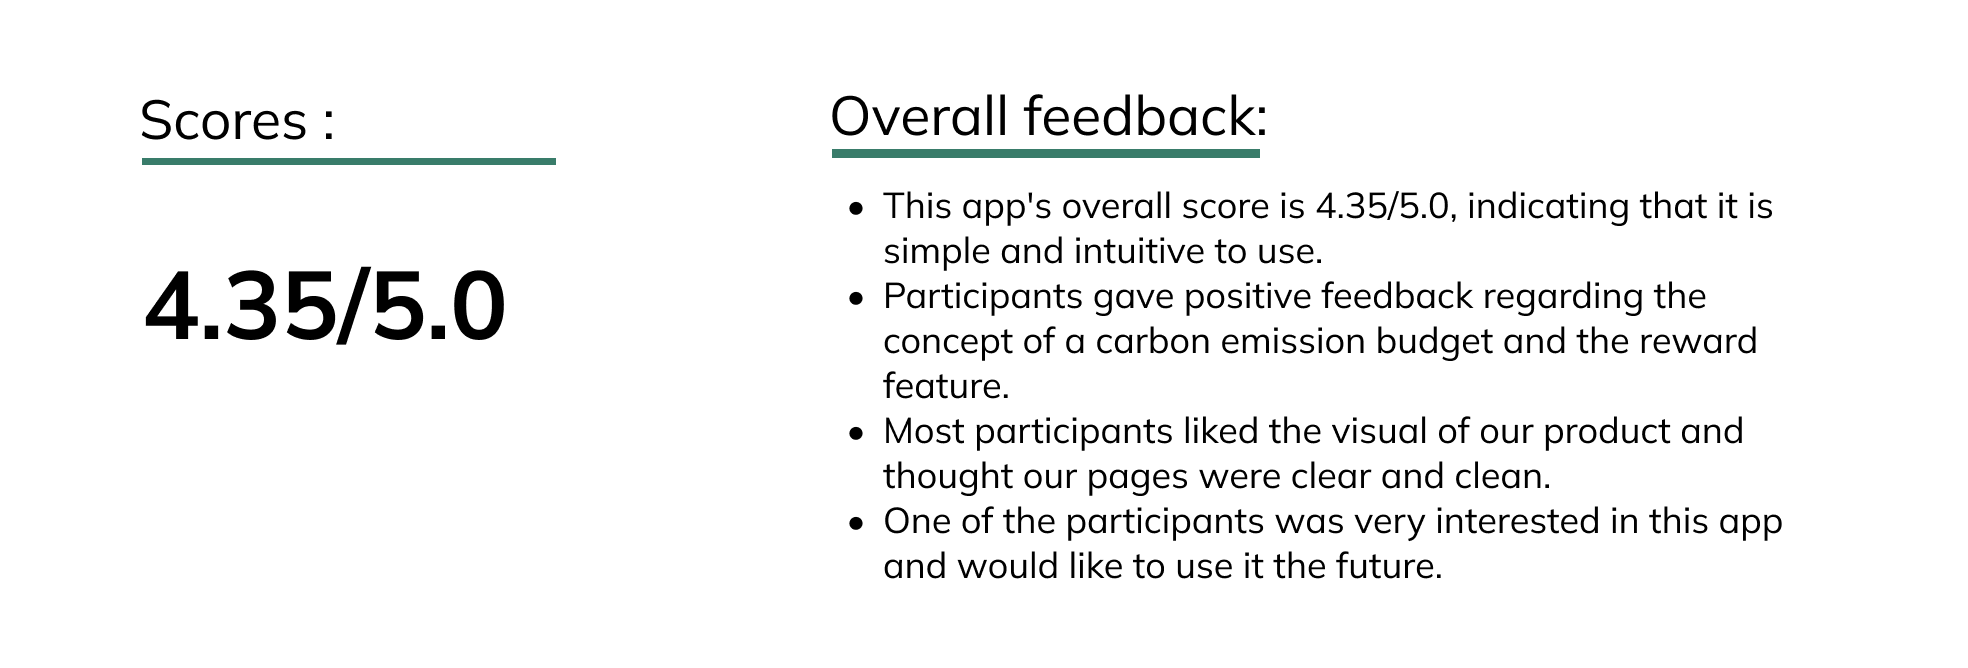 Scores :
4.35/5.0
Overall feedback:
• This app's overall score is 4.35/5.0, indicating that it is
simple and intuitive to use.
• Participants gave positive feedback regarding the
concept of a carbon emission budget and the reward
feature.
• Most participants liked the visual of our product and
thought our pages were clear and clean.
• One of the participants was very interested in this app
and would like to use it the future.